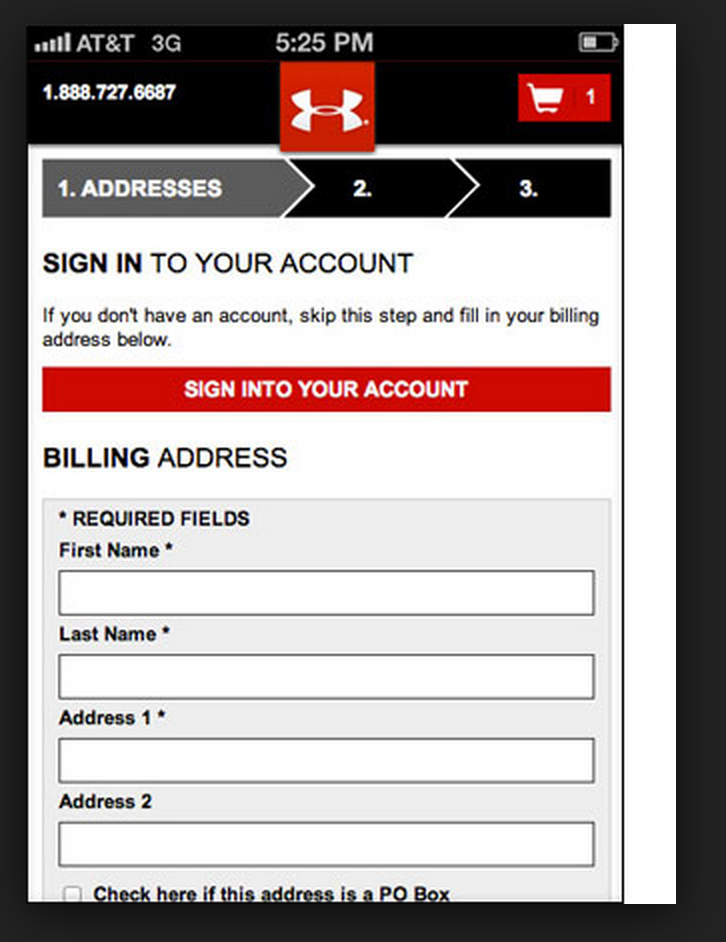 AT&T 3G 5:25 PM
1.888.727.6687 1
1. ADDRESSES 2. 3.
SIGN IN TO YOUR ACCOUNT
If you don't have an account, skip this step and fill in your billing
address below.
SIGN INTO YOUR ACCOUNT
BILLING ADDRESS
* REQUIRED FIELDS
First Name *
Last Name *
Address 1 *
Address 2
Check here if this address is a PO Box